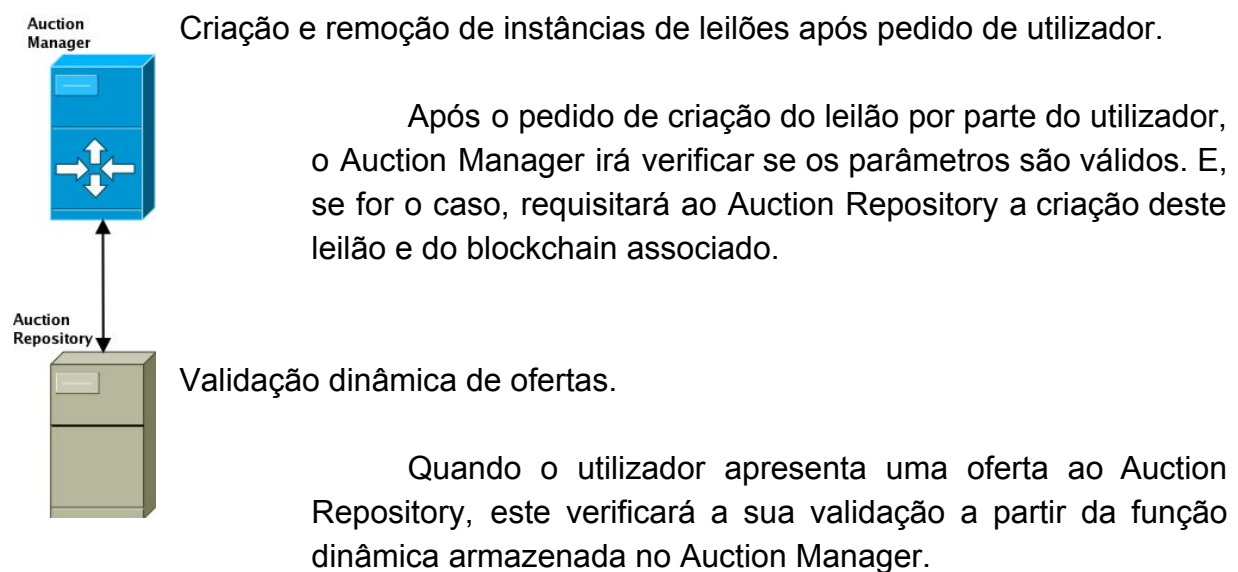 Auction
Manager
Criação e remoção de instâncias de leilões após pedido de utilizador.
Após o pedido de criação do leilão por parte do utilizador,
o Auction Manager irá verificar se os parâmetros são válidos. E,
se for o caso, requisitará ao Auction Repository a criação deste
leilão e do blockchain associado.
Auction
Repository
Validação dinâmica de ofertas.
Quando o utilizador apresenta uma oferta ao Auction
Repository, este verificará a sua validação a partir da função
dinâmica armazenada no Auction Manager.